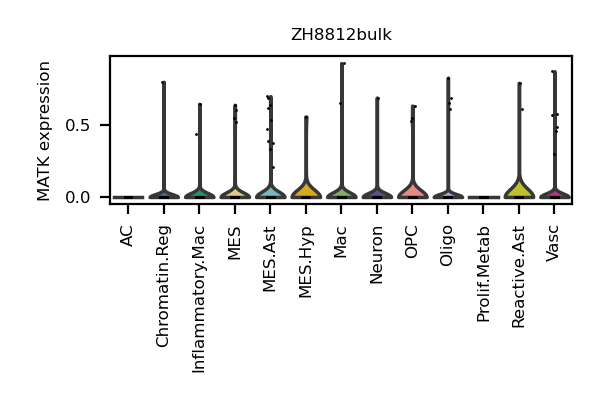 ZH8812bulk
MATK expression
0.5
0.0
AC
Chromatin.Reg
Inflammatory.Mac
MES
MES.Ast
MES.Hyp
Mac
Neuron
OPC
Oligo
Prolif.Metab
Reactive.Ast
Vasc